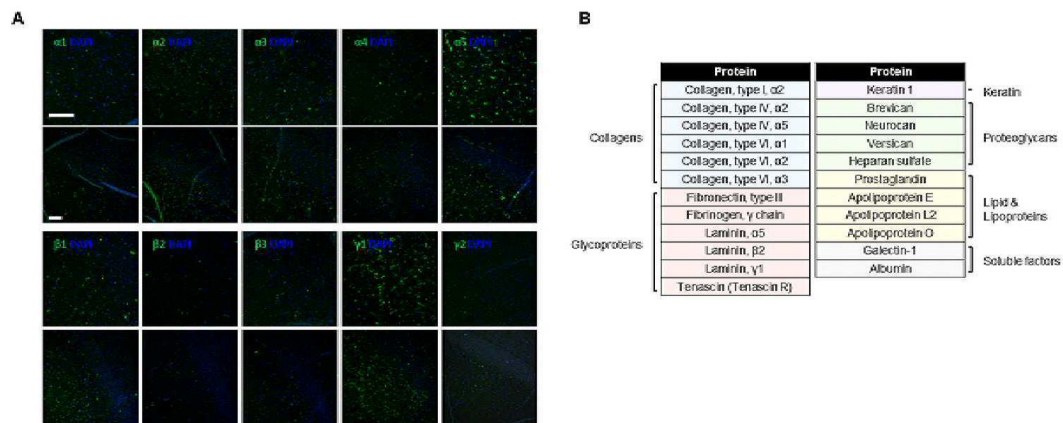 A
B
α1 DAPI
α2 DAPI
α3 DAPI
α4 DAPI
α5 DAPI
β1 DAPI
β2 DAPI
β3 DAPI
γ1 DAPI
γ2 DAPI
Protein
Collagens
Collagen, type I, α2
Collagen, type IV, α2
Collagen, type IV, α5
Collagen, type VI, α1
Collagen, type VI, α2
Collagen, type VI, α3
Glycoproteins
Fibronectin, type III
Fibrinogen, γ chain
Laminin, α5
Laminin, β2
Laminin, γ1
Tenascin (Tenascin R)
Protein
Keratin 1
Keratin
Brevican
Neurocan
Versican
Heparan sulfate
Proteoglycans
Prostaglandin
Apolipoprotein E
Apolipoprotein L2
Apolipoprotein O
Lipid &
Lipoproteins
Galectin-1
Albumin
Soluble factors